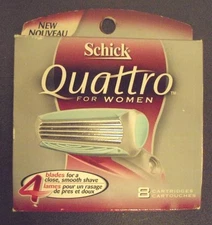 NEW
NOUVEAU
Schick
Quattro
FOR WOMEN
4
blades for a
close, smooth shave
lames pour un rasage
de pres et doux
8 CARTRIDGES
CARTOUCHES